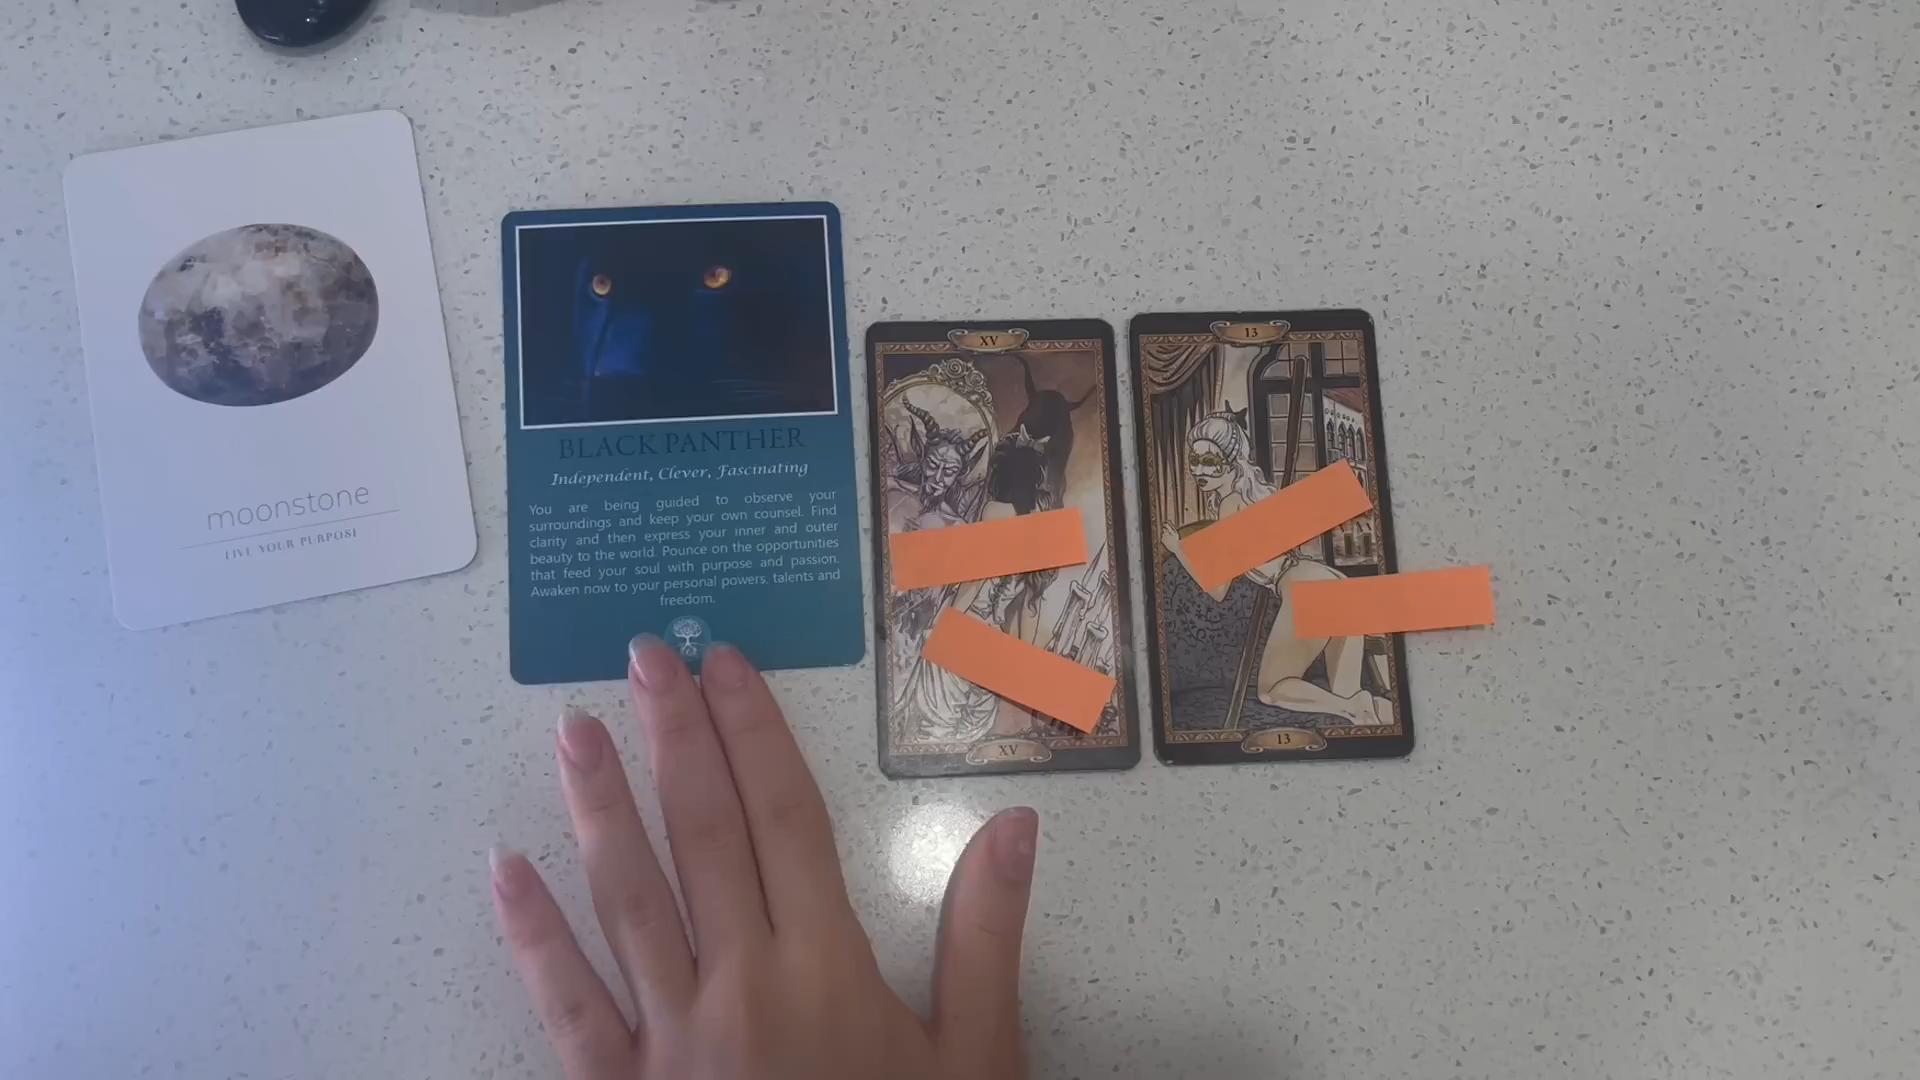 moonstone
LIVE YOUR PURPOSE
BLACK PANTHER
Independent, Clever, Fascinating
You are being guided to observe your
surroundings and keep your own counsel. Find
clarity and then express your inner and outer
beauty to the world. Pounce on the opportunities
that feed your soul with purpose and passion.
Awaken now to your personal powers, talents and
freedom.
XV
XV
13
13